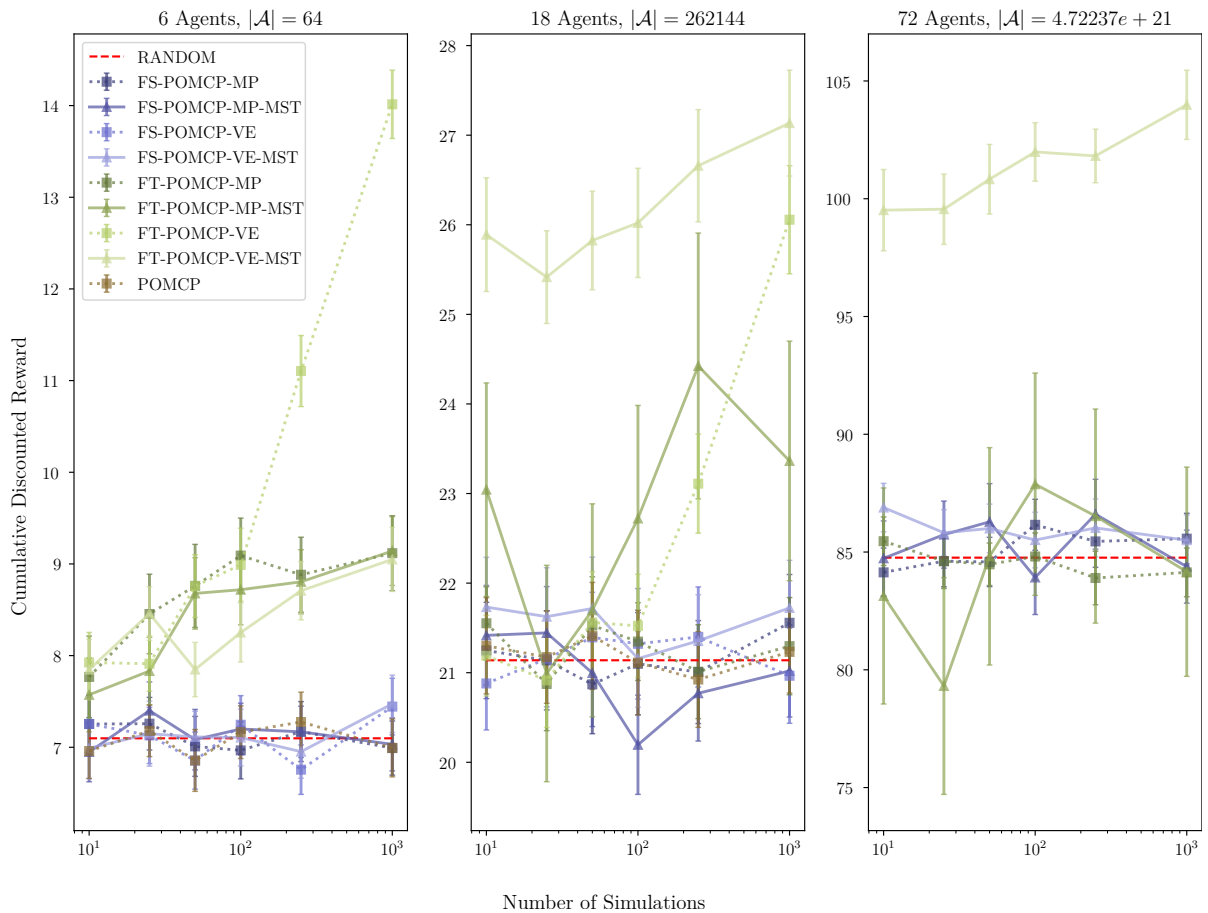 6 Agents, |𝒜| = 64
18 Agents, |𝒜| = 262144
72 Agents, |𝒜| = 4.72237e + 21
RANDOM
FS-POMCP-MP
FS-POMCP-MP-MST
FS-POMCP-VE
FS-POMCP-VE-MST
FT-POMCP-MP
FT-POMCP-MP-MST
FT-POMCP-VE
FT-POMCP-VE-MST
POMCP
Cumulative Discounted Reward
14
13
12
11
10
9
8
7
10¹
10²
10³
28
27
26
25
24
23
22
21
20
10¹
10²
10³
105
100
95
90
85
80
75
10¹
10²
10³
Number of Simulations